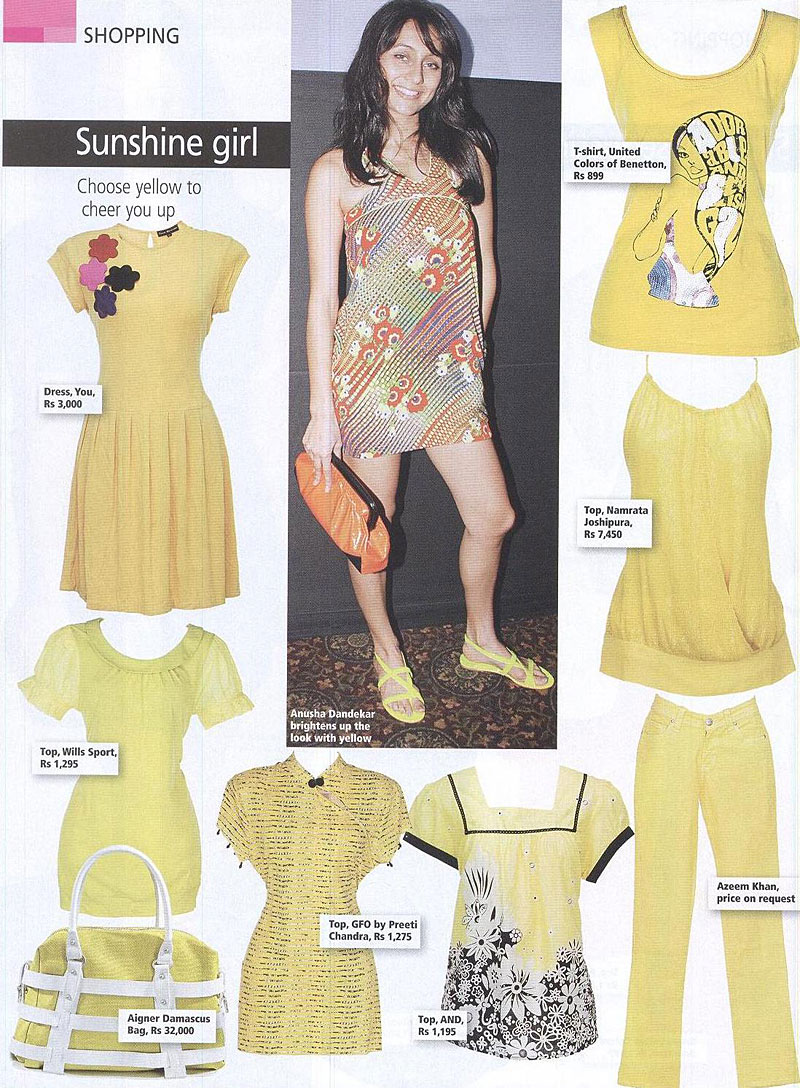 SHOPPING
Sunshine girl
Choose yellow to
cheer you up
T-shirt, United
Colors of Benetton,
Rs 899
ADOR
Dress, You,
Rs 3,000
Top, Namrata
Joshipura,
Rs 7,450
Anusha Dandekar
brightens up the
look with yellow
Top, Wills Sport,
Rs 1,295
Azeem Khan,
price on request
Top, GFO by Preeti
Chandra, Rs 1,275
Aigner Damascus
Bag, Rs 32,000
Top, AND,
Rs 1,195